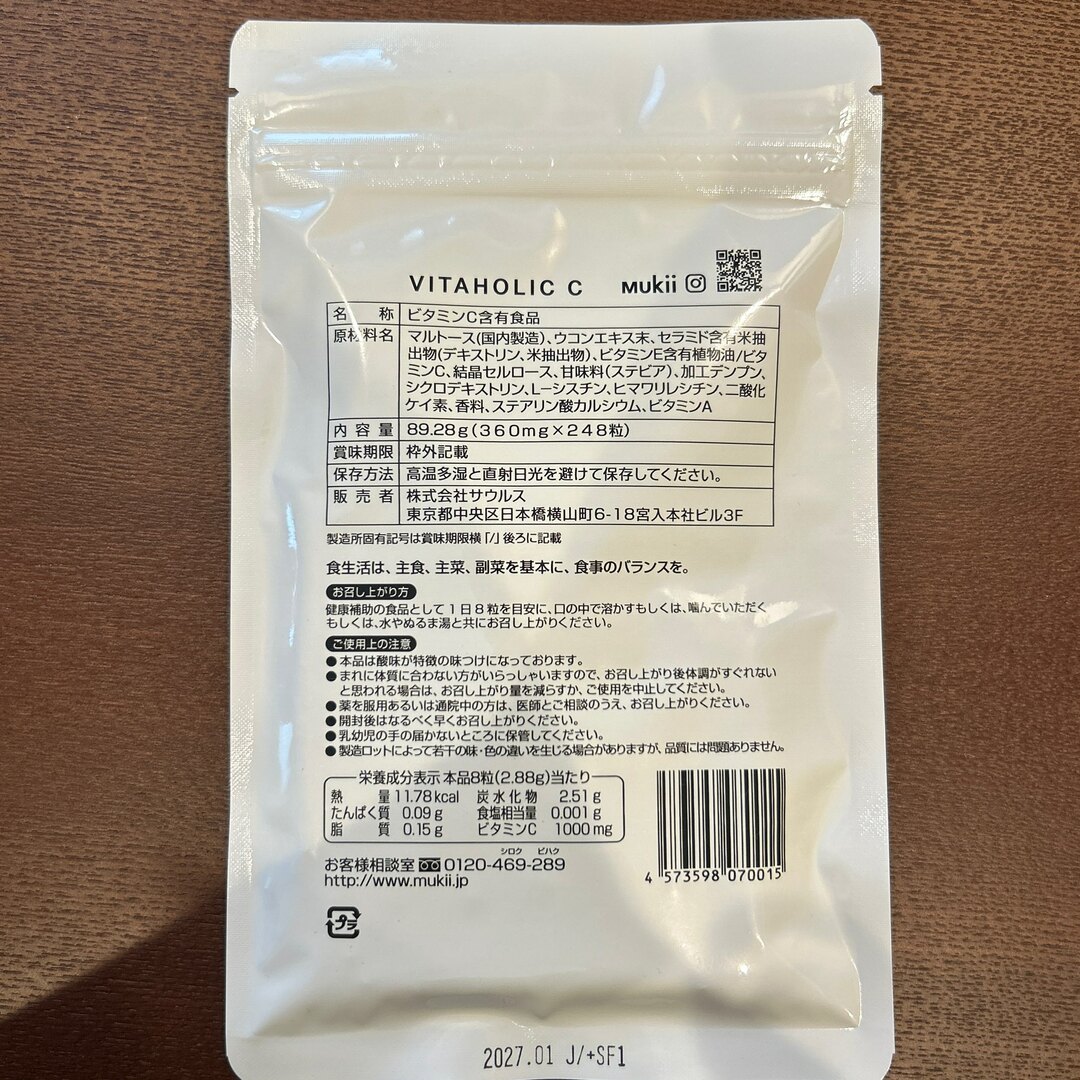 VITAHOLIC C Mukii
名称 ビタミンC含有食品
原材料名 マルトース(国内製造)、ウコンエキス末、セラミド含有米抽
出物(デキストリン、米抽出物)、ビタミンE含有植物油/ビタ
ミンC、結晶セルロース、甘味料(ステビア)、加工デンプン、
シクロデキストリン、L-シスチン、ヒマワリレシチン、二酸化
ケイ素、香料、ステアリン酸カルシウム、ビタミンA
内容量 89.28g(360mg×248粒)
賞味期限 枠外記載
保存方法 高温多湿と直射日光を避けて保存してください。
販売者 株式会社サウルス
東京都中央区日本橋横山町6-18宮入本社ビル3F
製造所固有記号は賞味期限横「/」後ろに記載
食生活は、主食、主菜、副菜を基本に、食事のバランスを。
お召し上がり方
健康補助の食品として1日8粒を目安に、口の中で溶かすもしくは、噛んでいただく
もしくは、水やぬるま湯と共にお召し上がりください。
ご使用上の注意
●本品は酸味が特徴の味つけになっております。
●まれに体質に合わない方がいらっしゃいますので、お召し上がり後体調がすぐれない
と思われる場合は、お召し上がり量を減らすか、ご使用を中止してください。
●薬を服用あるいは通院中の方は、医師とご相談のうえ、お召し上がりください。
●開封後はなるべく早くお召し上がりください。
●乳幼児の手の届かないところに保管してください。
●製造ロットによって若干の味・色の違いを生じる場合がありますが、品質には問題ありません。
栄養成分表示 本品8粒(2.88g)当たり
熱量 11.78kcal 炭水化物 2.51g
たんぱく質 0.09g 食塩相当量 0.001g
脂質 0.15g ビタミンC 1000mg
シロク ビハク
お客様相談室 0120-469-289
http://www.mukii.jp
4 573598 070015
プラ
2027.01 J/+SF1